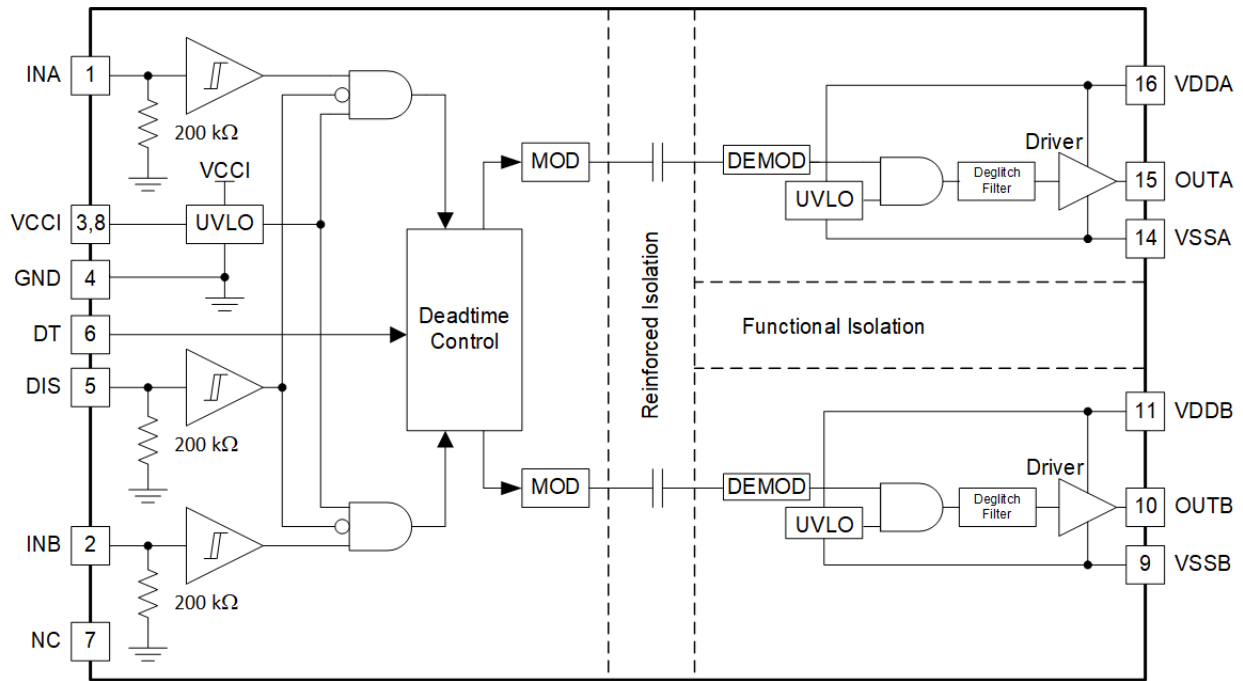 INA 1
200 kΩ
VCCI
VCCI 3,8
UVLO
GND 4
DT 6
DIS 5
200 kΩ
INB 2
200 kΩ
NC 7
Deadtime
Control
MOD
MOD
Reinforced Isolation
Functional Isolation
DEMOD
UVLO
Deglitch
Filter
Driver
16 VDDA
15 OUTA
14 VSSA
DEMOD
UVLO
Deglitch
Filter
Driver
11 VDDB
10 OUTB
9 VSSB